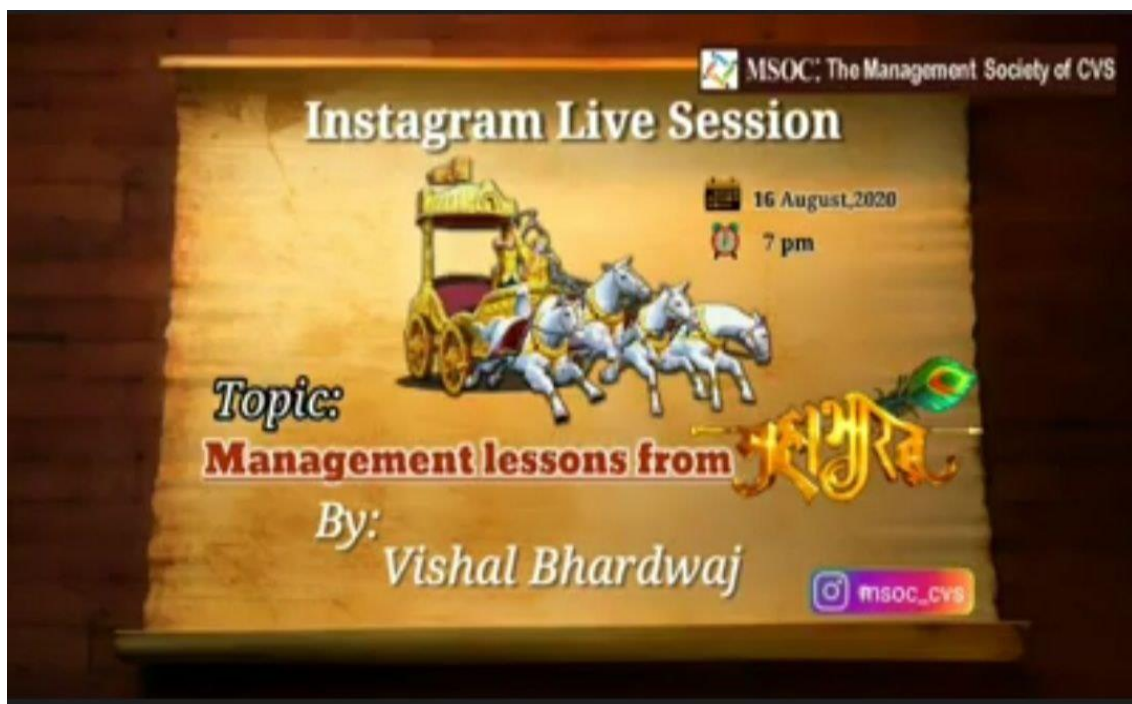 MSOC: The Management Society of CVS
Instagram Live Session
16 August,2020
7 pm
Topic:
Management lessons from महाभारत
By:
Vishal Bhardwaj
msoc_cvs